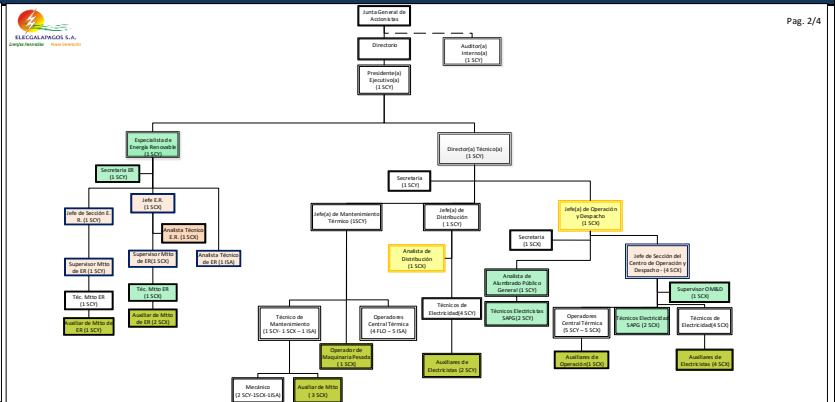 Junta General de
Accionistas
Pag. 2/4
ELECGALAPAGOS S.A.
Energías Renovables
Directorio
Auditor(a)
Interno(a)
(1 SCY)
Presidente(a)
Ejecutivo(a)
(1 SCY)
Especialista de
Energía Renovable
(1 SCY)
Director(a) Técnico(a)
(1 SCY)
Secretaria ER
(1 SCY)
Secretaria
(1 SCY)
Jefe de Sección E.
R. (1 SCY)
Jefe E.R.
(1 SCX)
Analista Técnico
E.R. (1 SCX)
Supervisor Mtto
de ER (1 SCY)
Supervisor Mtto
de ER(1 SCX)
Analista Técnico
de ER (1 ISA)
Téc. Mtto ER
(1 SCY)
Téc. Mtto ER
(1 SCX)
Auxiliar de Mtto de
ER (1 SCY)
Auxiliar de Mtto
de ER (2 SCX)
Jefe(a) de Mantenimiento
Térmico (1SCY)
Jefe(a) de
Distribución
( 1 SCY)
Jefe(a) de Operación
y Despacho
(1 SCX)
Analista de
Distribución
(1 SCX)
Secretaria
(1 SCX)
Jefe de Sección del
Centro de Operación y
Despacho - (4 SCX)
Analista de
Alumbrado Público
General (1 SCY)
Supervisor OM&D
(1 SCX)
Técnico de
Mantenimiento
(1 SCY- 1 SCX – 1 ISA)
Operadores
Central Térmica
(4 FLO – 5 ISA)
Técnicos de
Electricidad(4 SCY)
Técnicos Electricistas
SAPG(2 SCY)
Operadores
Central Térmica
(5 SCY – 5 SCX)
Técnicos Electricidad
SAPG (2 SCX)
Técnicos de
Electricidad(4 SCX)
Operador de
Maquinaria Pesada
( 1 SCX)
Auxiliares de
Electricistas (2 SCY)
Auxiliares de
Operación(1 SCX)
Auxiliares de
Electricistas (4 SCX)
Mecánico
(2 SCY-1SCX-1ISA)
Auxiliar de Mtto
( 3 SCX)